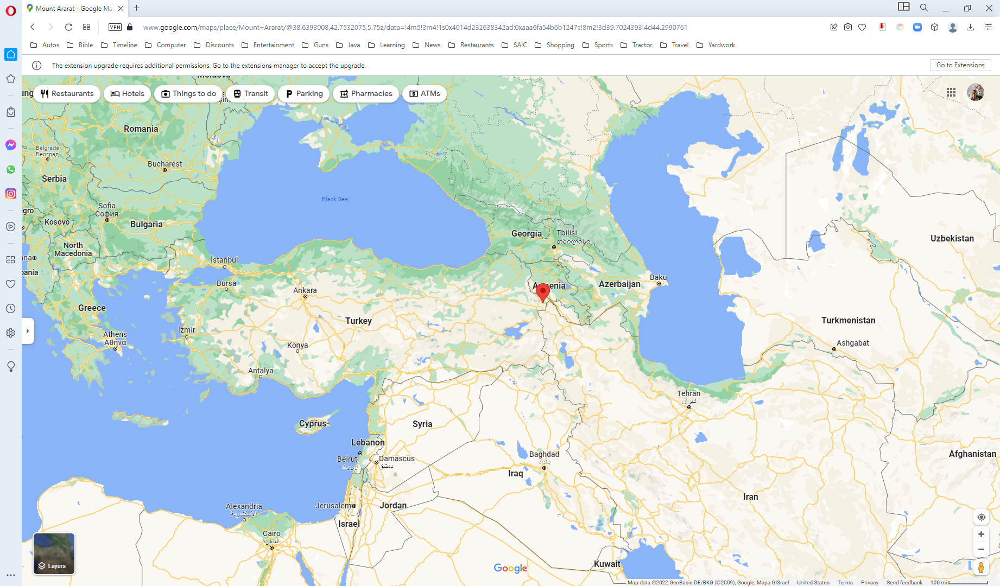 Mount Ararat - Google Ma
VPN
www.google.com/maps/place/Mount+Ararat/@38.6393008,42.7532075,5.75z/data=!4m5!3m4!1s0x4014d232638342ad:0xaaa6fa54b6b1247c!8m2!3d39.7024393!4d44.2990761
Autos Bible Timeline Computer Discounts Entertainment Guns Java Learning News Restaurants SAIC Shopping Sports Tractor Travel Yardwork
The extension upgrade requires additional permissions. Go to the extensions manager to accept the upgrade.
Go to Extensions
Moldova
Restaurants Hotels Things to do Transit Parking Pharmacies ATMs
Romania
Belgrade
Београд
Bucharest
Serbia
Black Sea
Sofia
София
Kosovo
Bulgaria
Georgia
Tbilisi
თბილისი
Uzbekistan
North
Macedonia
İstanbul
Bursa
Ankara
Armenia
Azerbaijan
Baku
Greece
Turkey
Turkmenistan
İzmir
Athens
Αθήνα
Konya
Ashgabat
Antalya
Tehran
تهران
Cyprus
Syria
Lebanon
Beirut
بيروت
Damascus
دمشق
Baghdad
بغداد
Afghanistan
Iraq
Iran
Alexandria
الإسكندرية
Jerusalem
Jordan
Israel
Cairo
القاهرة
Kuwait
Layers
Google
Map data ©2022 GeoBasis-DE/BKG (©2009), Google, Mapa GISrael United States Terms Privacy Send feedback 100 mi